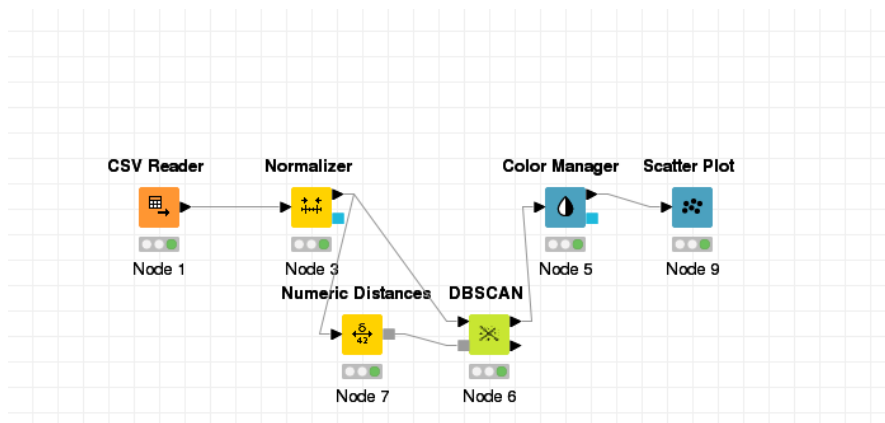 CSV Reader
Normalizer
Color Manager
Scatter Plot
Node 1
Node 3
Node 5
Node 9
Numeric Distances
DBSCAN
δ
42
Node 7
Node 6